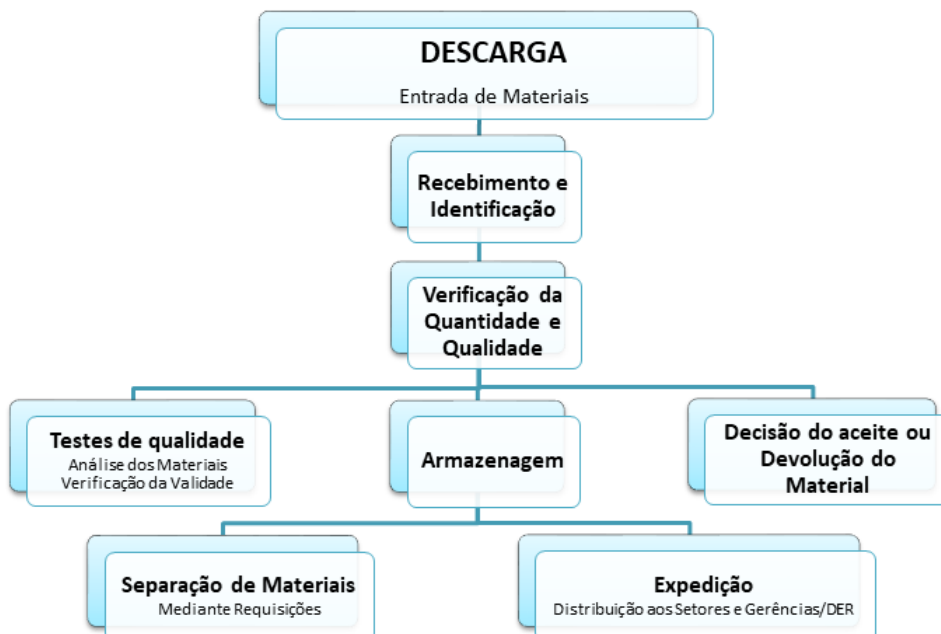 DESCARGA
Entrada de Materiais
Recebimento e
Identificação
Verificação da
Quantidade e
Qualidade
Testes de qualidade
Análise dos Materiais
Verificação da Validade
Armazenagem
Decisão do aceite ou
Devolução do
Material
Separação de Materiais
Mediante Requisições
Expedição
Distribuição aos Setores e Gerências/DER